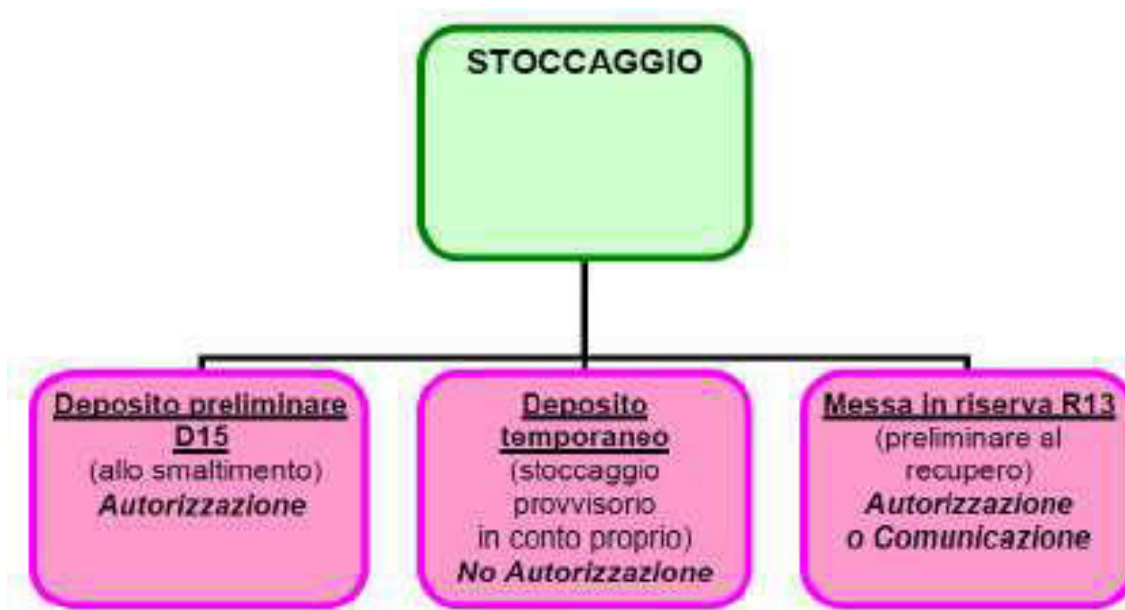 STOCCAGGIO
Deposito preliminare
D15
(allo smaltimento)
Autorizzazione
Deposito
temporaneo
(stoccaggio
provvisorio
in conto proprio)
No Autorizzazione
Messa in riserva R13
(preliminare al
recupero)
Autorizzazione
o Comunicazione